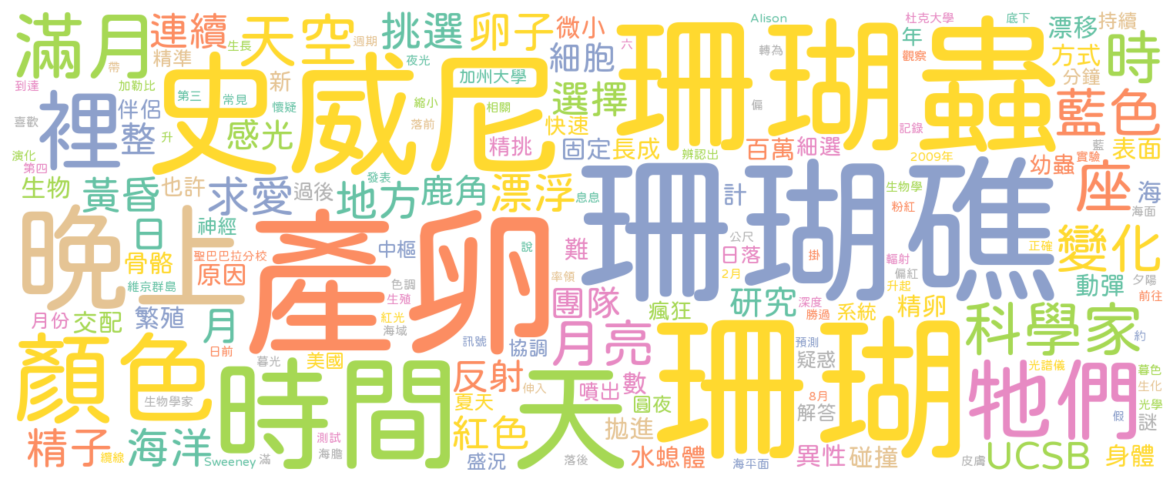 滿月
連續
天空
挑選
卵子
微小
Alison
杜克大學
底下
漂移
持續
生長
週期
六
年
方式
時
帶
精準
夜光
細胞
轉為
觀察
分鐘
到達
加勒比
新
加州大學
史威尼
珊瑚蟲
裡
伴侶
第三
常見
懷疑
縮小
相關
選擇
偏
藍色
喜歡
整
升
感光
落前
快速
記錄
演化
精挑
固定
長成
辨認出
百萬
細選
2009年
藍
表面
第四
實驗
生物
黃昏
也許
求愛
過後
發表
地方
鹿角
漂浮
息息
珊瑚礁
計
生物學
幼蟲
座
海
晚上
日
神經
產卵
說
粉紅
海面
骨骼
聖巴巴拉分校
原因
中樞
難
公尺
日落
掛
正確
變化
維京群島
色調
率領
2月
輻射
偏紅
夕陽
動彈
月份
交配
繁殖
月
生殖
紅光
海域
團隊
瘋狂
研究
升起
深度
勝過
系統
精卵
前往
顏色
日前
暮光
美國
訊號
協調
月亮
預測
科學家
約
時間
天
反射
伸入
噴出
數
圓夜
疑惑
珊瑚
光譜儀
暮色
牠們
生物學家
夏天
8月
生化
紅色
拋進
解答
假
光學
謎
精子
擴線
海洋
測試
海膽
Sweeney
滿
盛況
落後
水螅體
海平面
異性
碰撞
皮膚
UCSB
身體